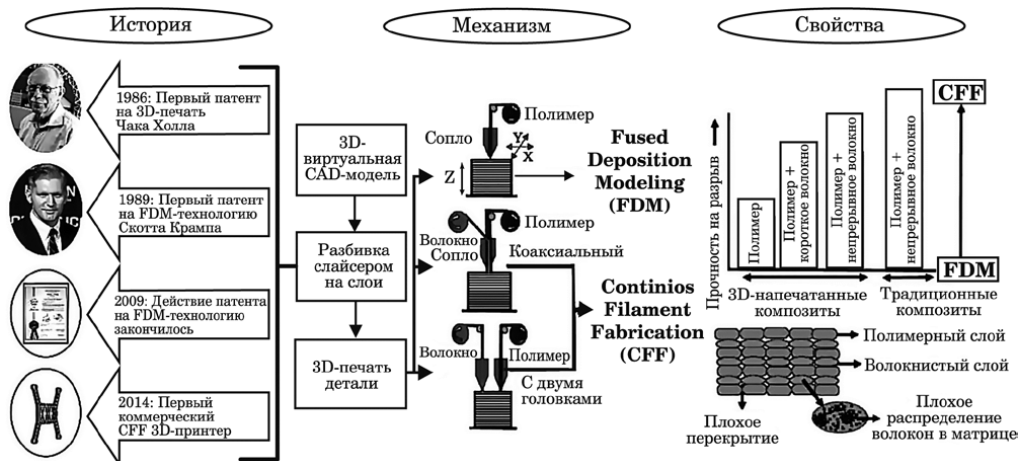 История
1986: Первый патент
на 3D-печать
Чака Холла
1989: Первый патент
на FDM-технологию
Скотта Крампа
2009: Действие патента
на FDM-технологию
закончилось
2014: Первый
коммерческий
CFF 3D-принтер
Механизм
3D-
виртуальная
CAD-модель
Разбивка
слайсером
на слои
3D-печать
детали
Полимер
Сопло
Y
X
Z
Fused
Deposition
Modeling
(FDM)
Полимер
Волокно
Сопло
Коаксиальный
Continios
Filament
Fabrication
(CFF)
Волокно
Полимер
С двумя
головками
Свойства
Прочность на разрыв
Полимер
Полимер +
короткое волокно
Полимер +
непрерывное волокно
Полимер +
непрерывное волокно
CFF
FDM
3D-напечатанные
композиты
Традиционные
композиты
Полимерный слой
Волокнистый слой
Плохое
перекрытие
Плохое
распределение
волокон в матрице